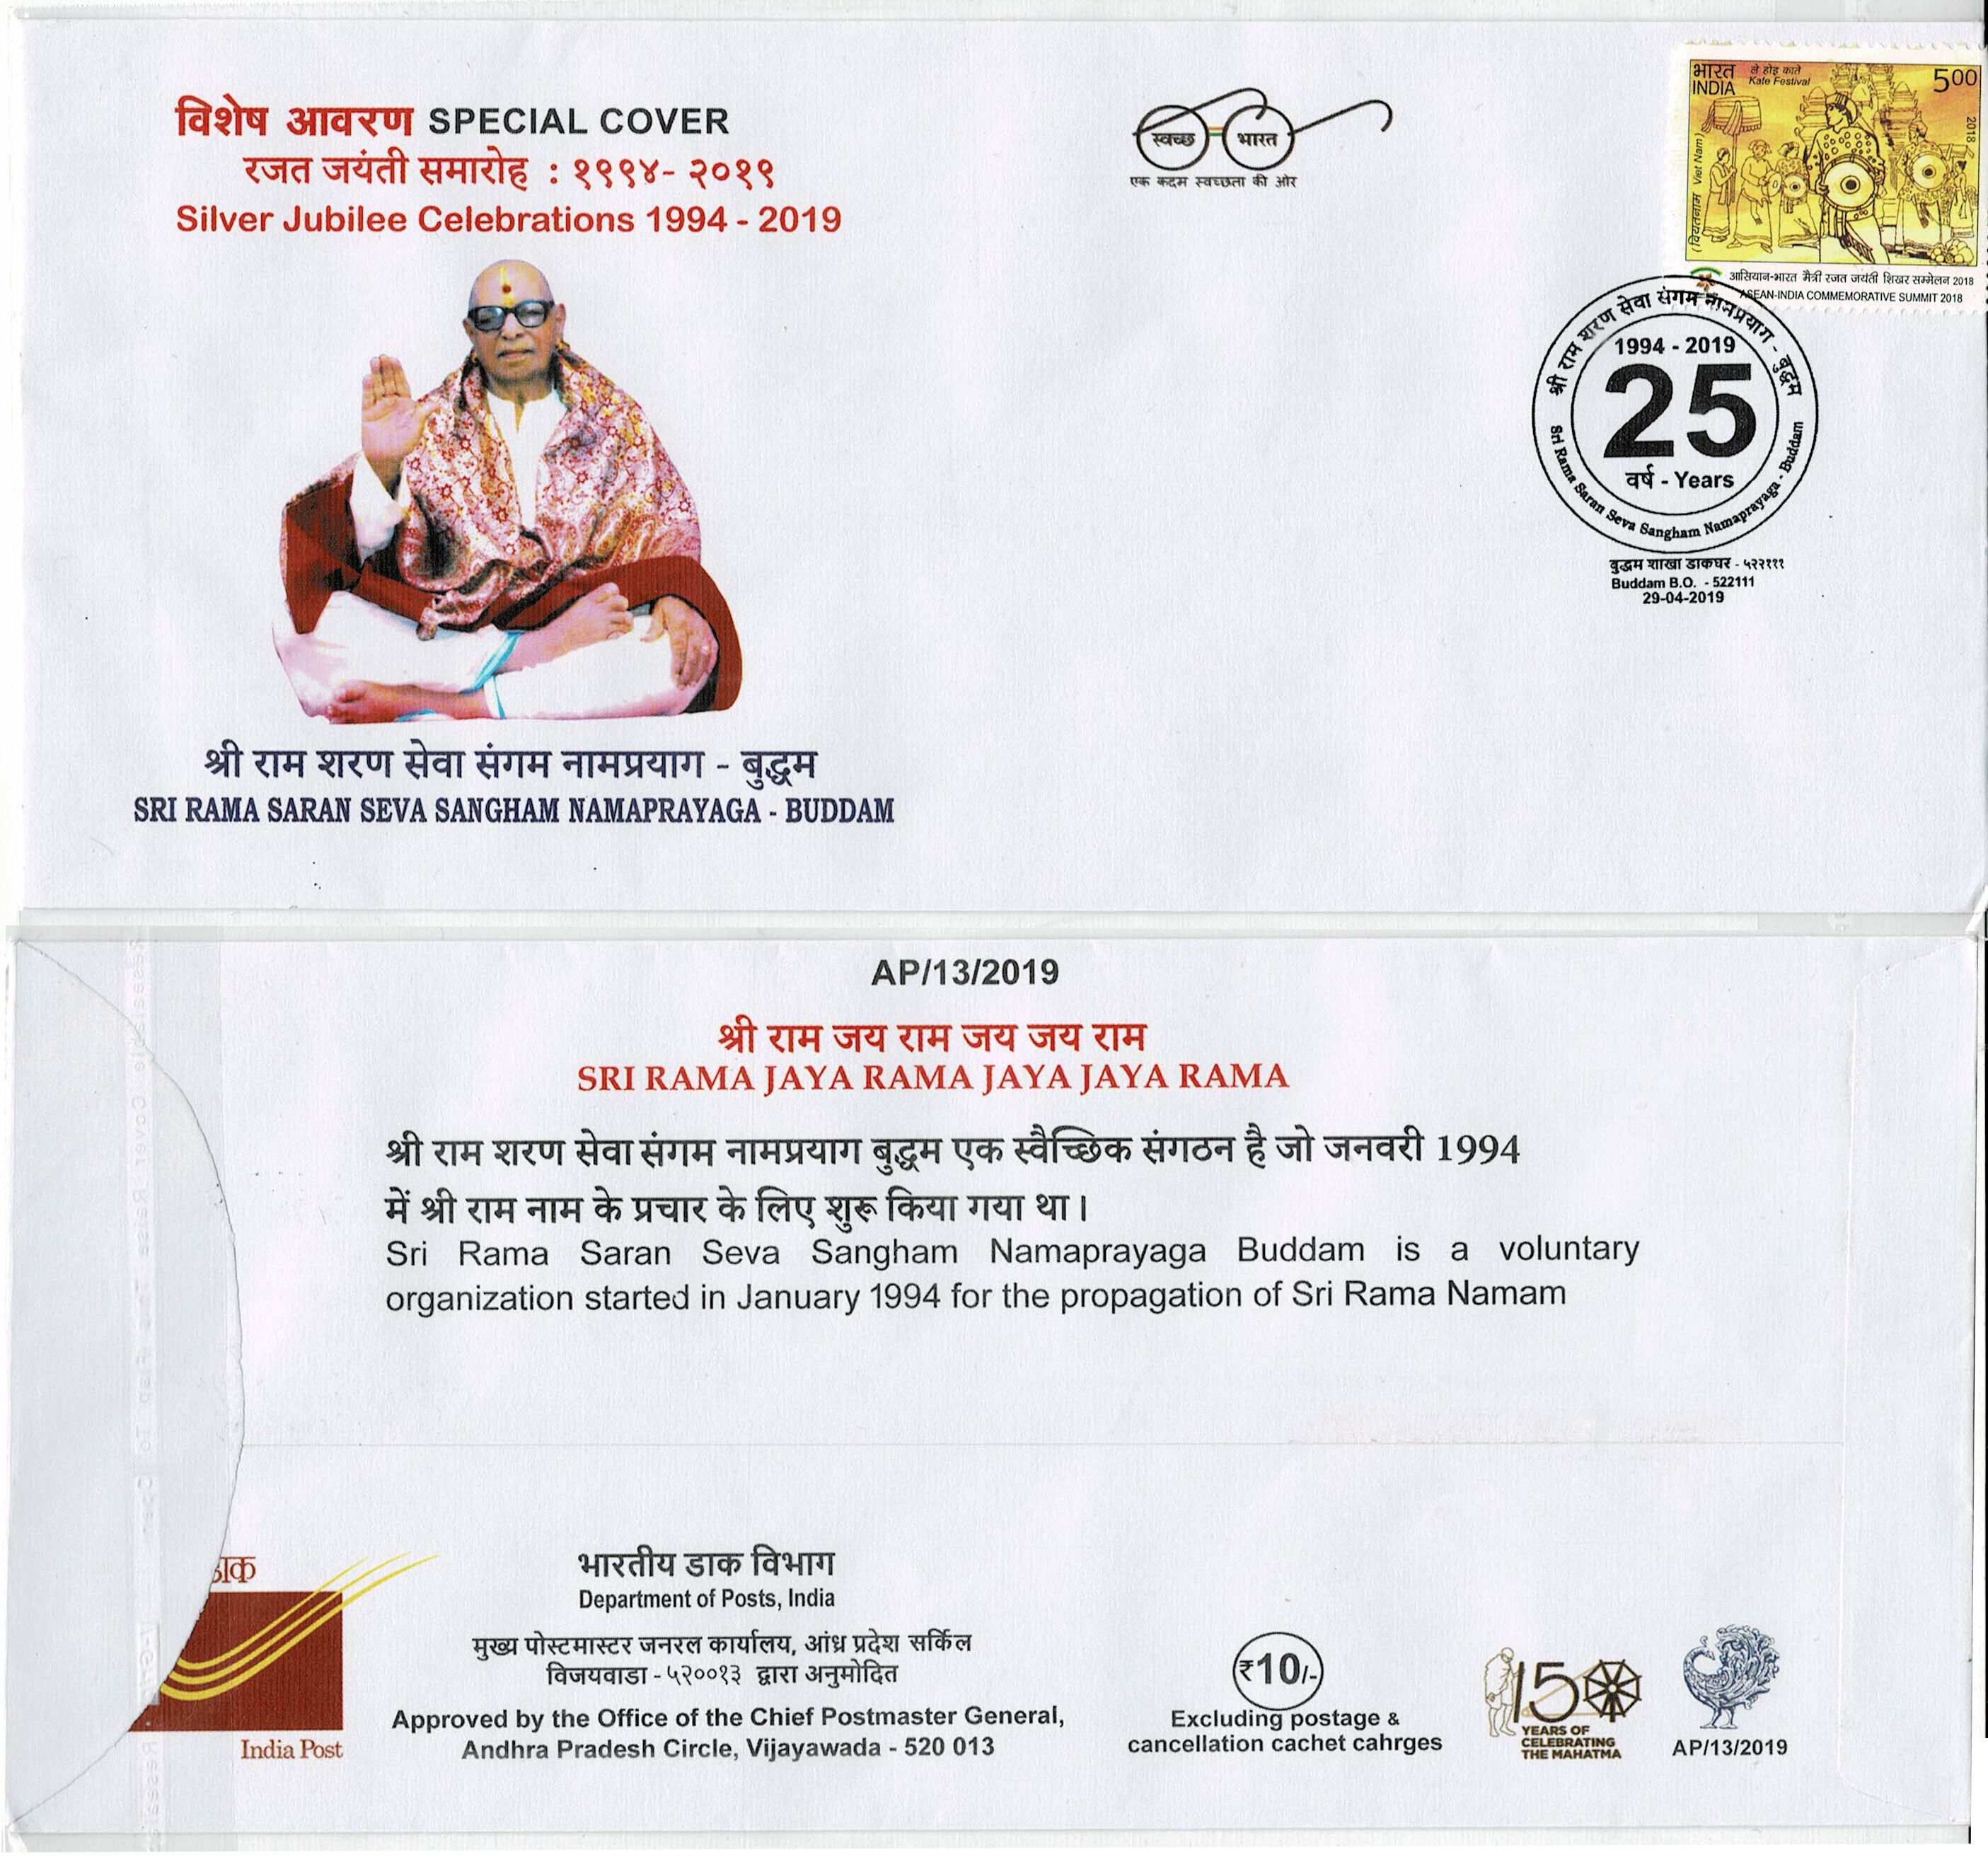 विशेष आवरण SPECIAL COVER
रजत जयंती समारोह : १९९४- २०१९
Silver Jubilee Celebrations 1994 - 2019
श्री राम शरण सेवा संगम नामप्रयाग - बुद्धम
SRI RAMA SARAN SEVA SANGHAM NAMAPRAYAGA - BUDDAM
स्वच्छ भारत
एक कदम स्वच्छता की ओर
भारत
INDIA
ले होइ काते
Kate Festival
500
2018
(वियतनाम Viet Nam)
आसियान-भारत मैत्री रजत जयंती शिखर सम्मेलन 2018
ASEAN-INDIA COMMEMORATIVE SUMMIT 2018
श्री राम शरण सेवा संगम नामप्रयाग - बुद्धम
1994 - 2019
25
वर्ष - Years
Sri Rama Saran Seva Sangham Namaprayaga - Buddam
बुद्धम शाखा डाकघर - ५२२१११
Buddam B.O. - 522111
29-04-2019
AP/13/2019
श्री राम जय राम जय जय राम
SRI RAMA JAYA RAMA JAYA JAYA RAMA
श्री राम शरण सेवा संगम नामप्रयाग बुद्धम एक स्वैच्छिक संगठन है जो जनवरी 1994
में श्री राम नाम के प्रचार के लिए शुरू किया गया था।
Sri Rama Saran Seva Sangham Namaprayaga Buddam is a voluntary
organization started in January 1994 for the propagation of Sri Rama Namam
India Post
भारतीय डाक विभाग
Department of Posts, India
मुख्य पोस्टमास्टर जनरल कार्यालय, आंध्र प्रदेश सर्किल
विजयवाडा - ५२००१३ द्वारा अनुमोदित
Approved by the Office of the Chief Postmaster General,
Andhra Pradesh Circle, Vijayawada - 520 013
₹10/-
Excluding postage &
cancellation cachet cahrges
150
YEARS OF
CELEBRATING
THE MAHATMA
AP/13/2019